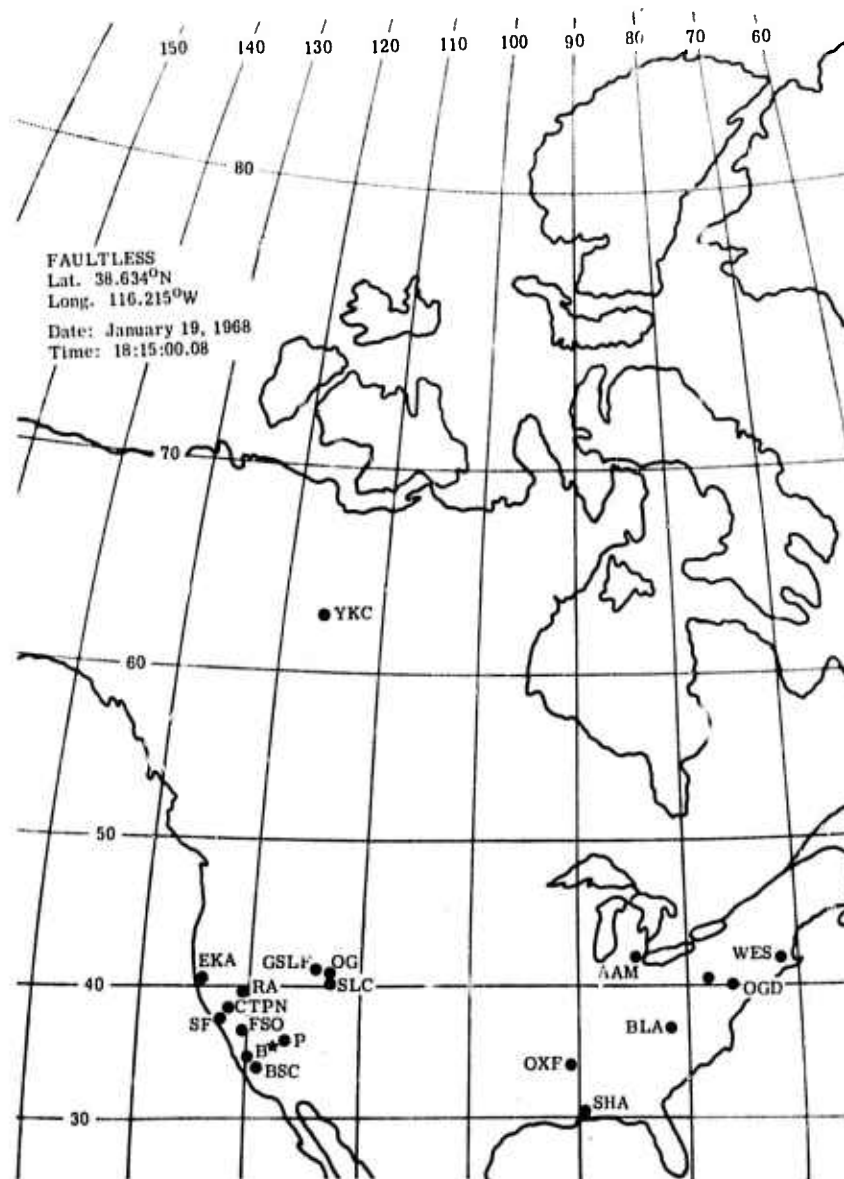 150 140 130 120 110 100 90 80 70 60
80
FAULTLESS
Lat. 38.634°N
Long. 116.215°W
Date: January 19, 1968
Time: 18:15:00.08
70
YKC
60
50
EKA
GSLF
OG
WES
40
RA
SLC
AAM
OGD
CTPN
SF
FSO
BLA
B
P
BSC
OXF
SHA
30